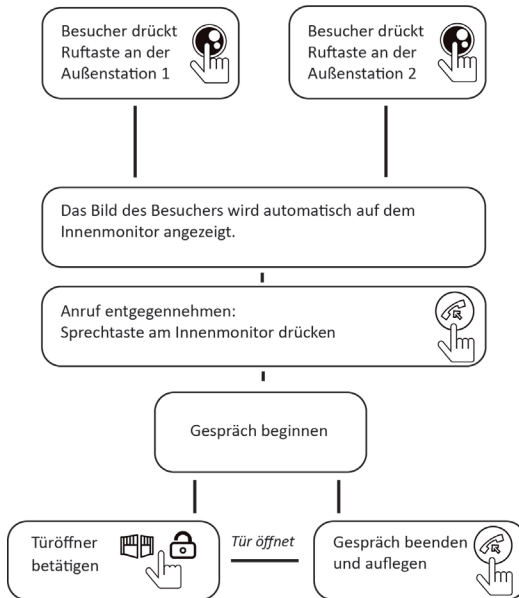 Besucher drückt
Ruftaste an der
Außenstation 1
Besucher drückt
Ruftaste an der
Außenstation 2
Das Bild des Besuchers wird automatisch auf dem
Innenmonitor angezeigt.
Anruf entgegennehmen:
Sprechtaste am Innenmonitor drücken
Gespräch beginnen
Türöffner
betätigen
Tür öffnet
Gespräch beenden
und auflegen